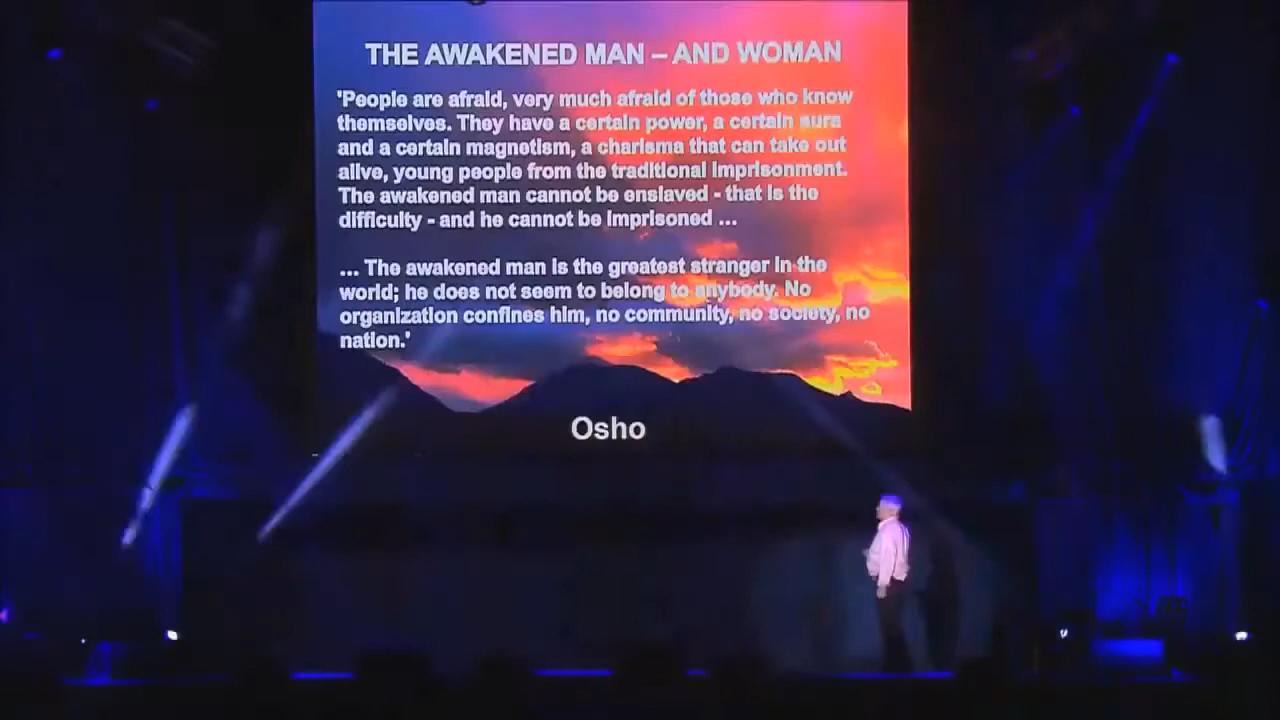 THE AWAKENED MAN – AND WOMAN
'People are afraid, very much afraid of those who know
themselves. They have a certain power, a certain aura
and a certain magnetism, a charisma that can take out
alive, young people from the traditional imprisonment.
The awakened man cannot be enslaved - that is the
difficulty - and he cannot be imprisoned ...
... The awakened man is the greatest stranger in the
world; he does not seem to belong to anybody. No
organization confines him, no community, no society, no
nation.'
Osho